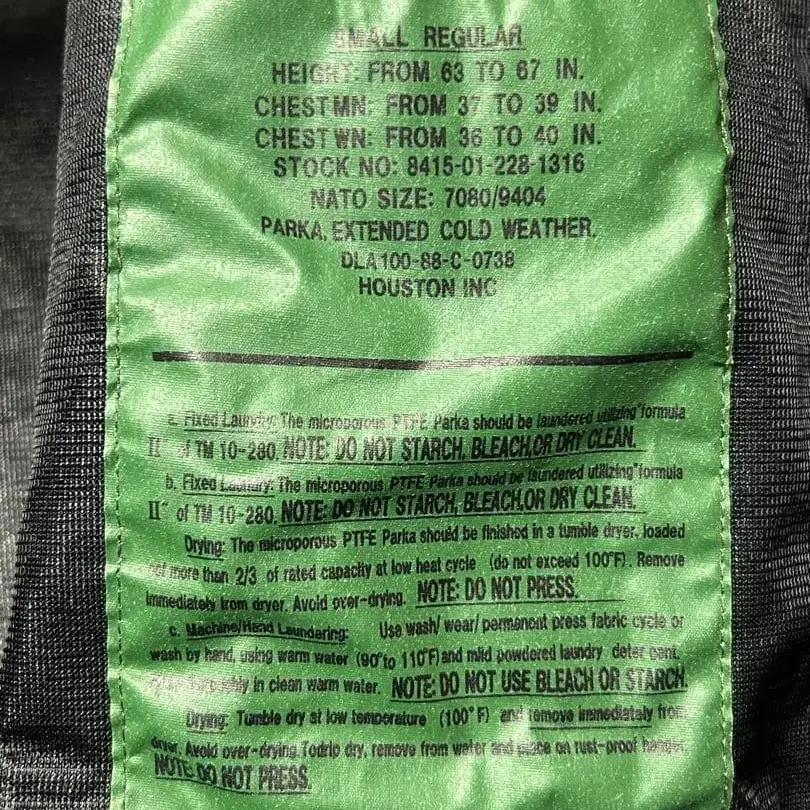 SMALL REGULAR
HEIGHT: FROM 63 TO 67 IN.
CHEST MN: FROM 37 TO 39 IN.
CHEST WN: FROM 36 TO 40 IN.
STOCK NO: 8415-01-228-1316
NATO SIZE: 7080/9404
PARKA, EXTENDED COLD WEATHER.
DLA100-88-C-0738
HOUSTON INC
a. Fixed Laundry: The microporous PTFE Parka should be laundered utilizing "formula
II" of TM 10-280. NOTE: DO NOT STARCH, BLEACH,OR DRY CLEAN.
b. Fixed Laundry: The microporous PTFE Parka should be laundered utilizing "formula
II" of TM 10-280. NOTE: DO NOT STARCH, BLEACH,OR DRY CLEAN.
Drying: The microporous PTFE Parka should be finished in a tumble dryer, loaded
not more than 2/3 of rated capacity at low heat cycle (do not exceed 100°F). Remove
immediately from dryer. Avoid over-drying. NOTE: DO NOT PRESS.
c. Machine/Hand Laundering: Use wash/ wear/ permanent press fabric cycle or
wash by hand, using warm water (90°to 110°F) and mild powdered laundry
in clean warm water. NOTE: DO NOT USE BLEACH OR STARCH.
Drying: Tumble dry at low temperature (100°F) and remove immediately from
dryer. Avoid over-drying Todrip dry, remove from water and place on rust-proof hanger.
NOTE: DO NOT PRESS.